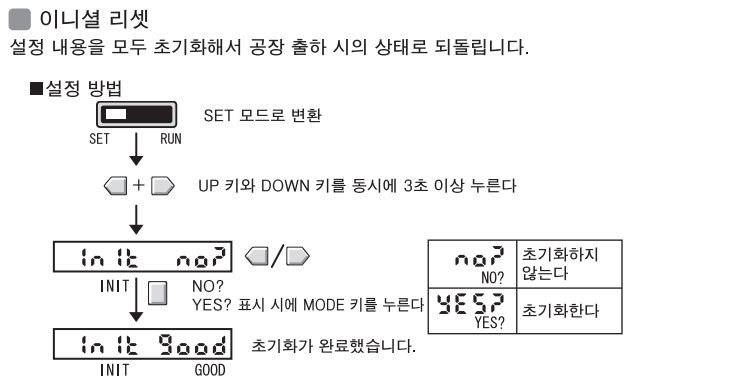 이니셜 리셋
설정 내용을 모두 초기화해서 공장 출하 시의 상태로 되돌립니다.
■설정 방법
SET 모드로 변환
SET RUN
+ UP 키와 DOWN 키를 동시에 3초 이상 누른다
init no? /
INIT NO?
YES? 표시 시에 MODE 키를 누른다
no? 초기화하지
NO? 않는다
YES? 초기화한다
YES?
init good 초기화가 완료했습니다.
INIT GOOD